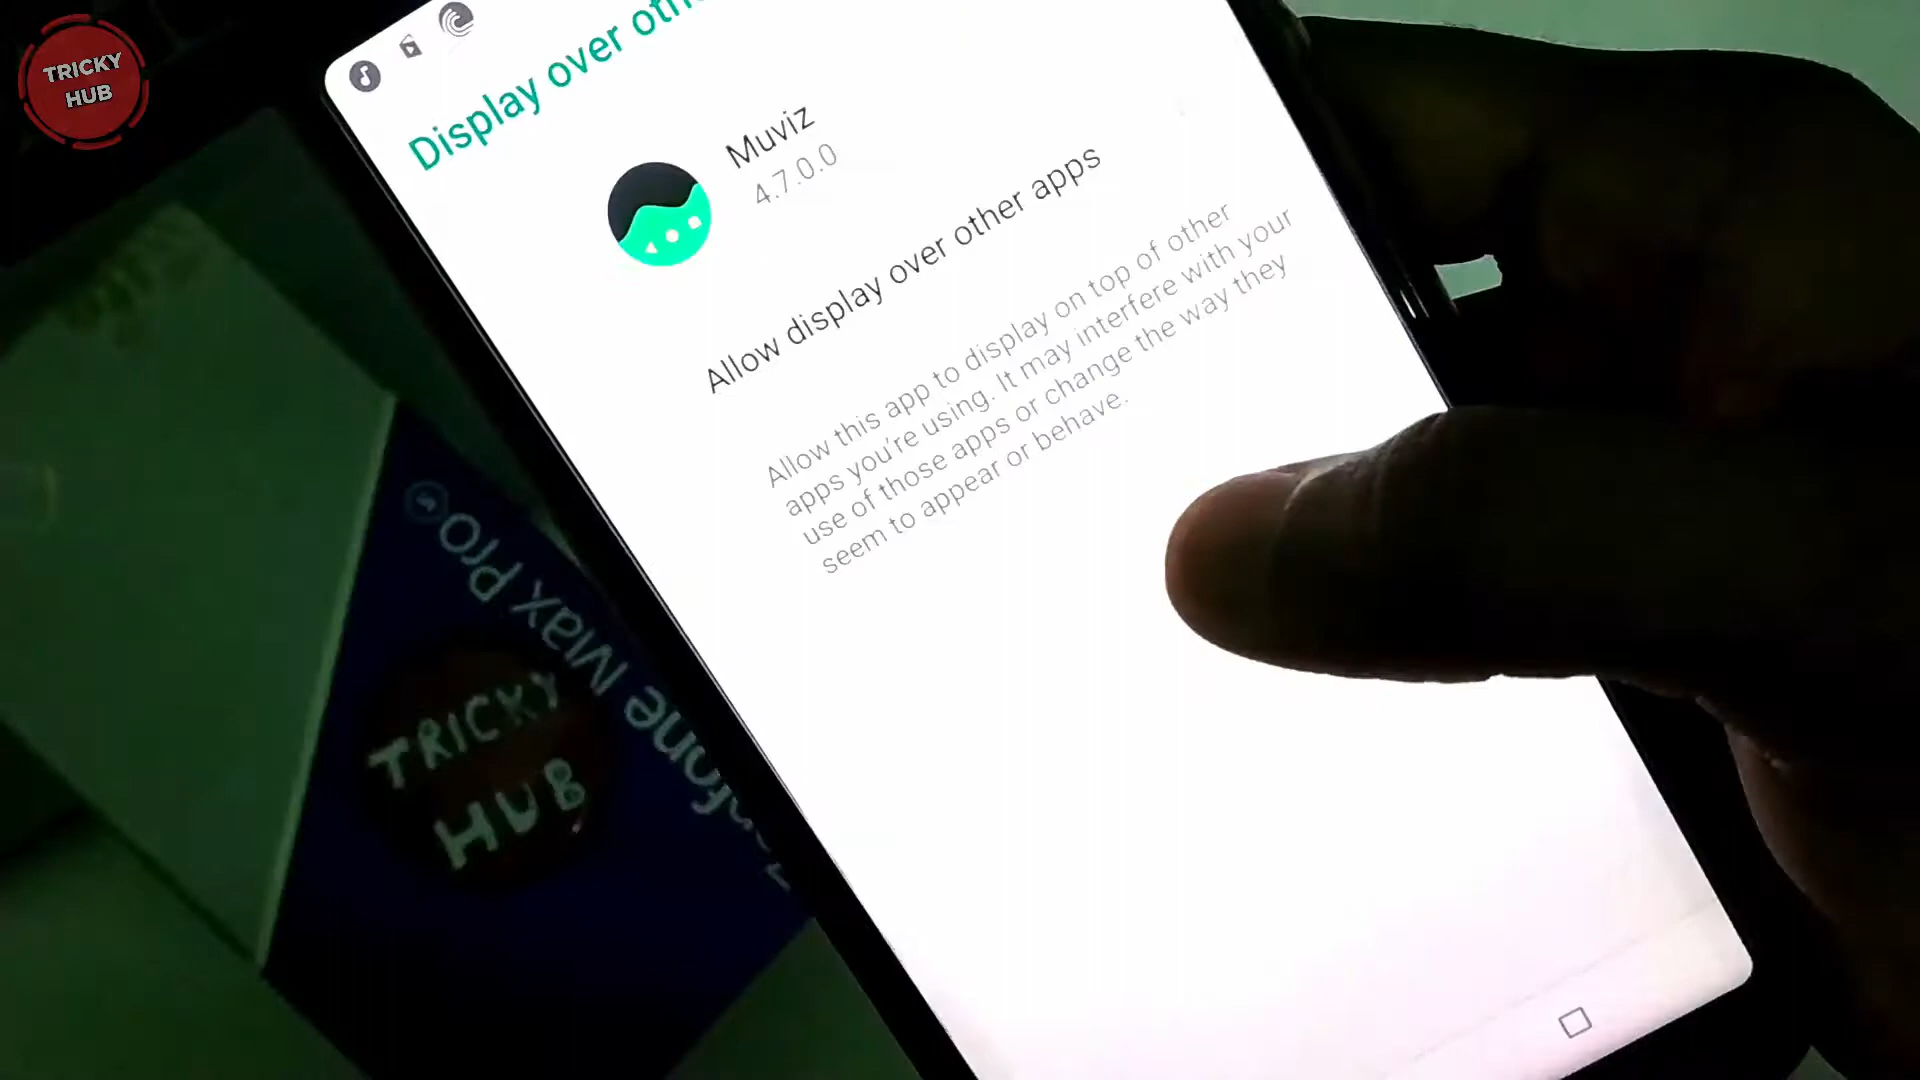 TRICKY
HUB
Display over oth
Muviz
4.7.0.0
Allow display over other apps
Allow this app to display on top of other
apps you're using. It may interfere with your
use of those apps or change the way they
seem to appear or behave.
Zenfone Max Pro
TRICKY
HUB